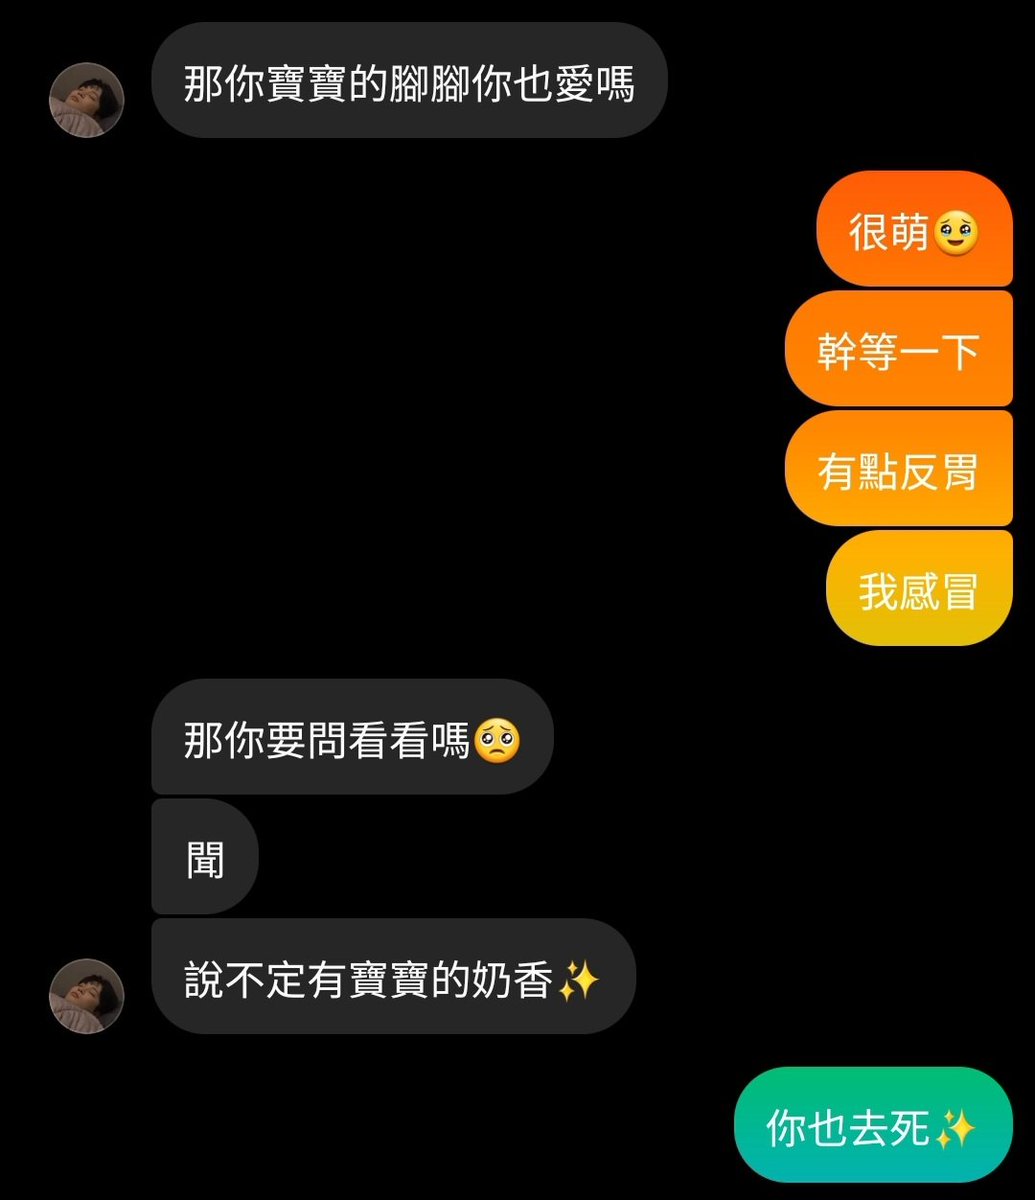 那你寶寶的腳腳你也愛嗎
很萌🥹
幹等一下
有點反胃
我感冒
那你要問看看嗎🥺
聞
說不定有寶寶的奶香✨
你也去死✨